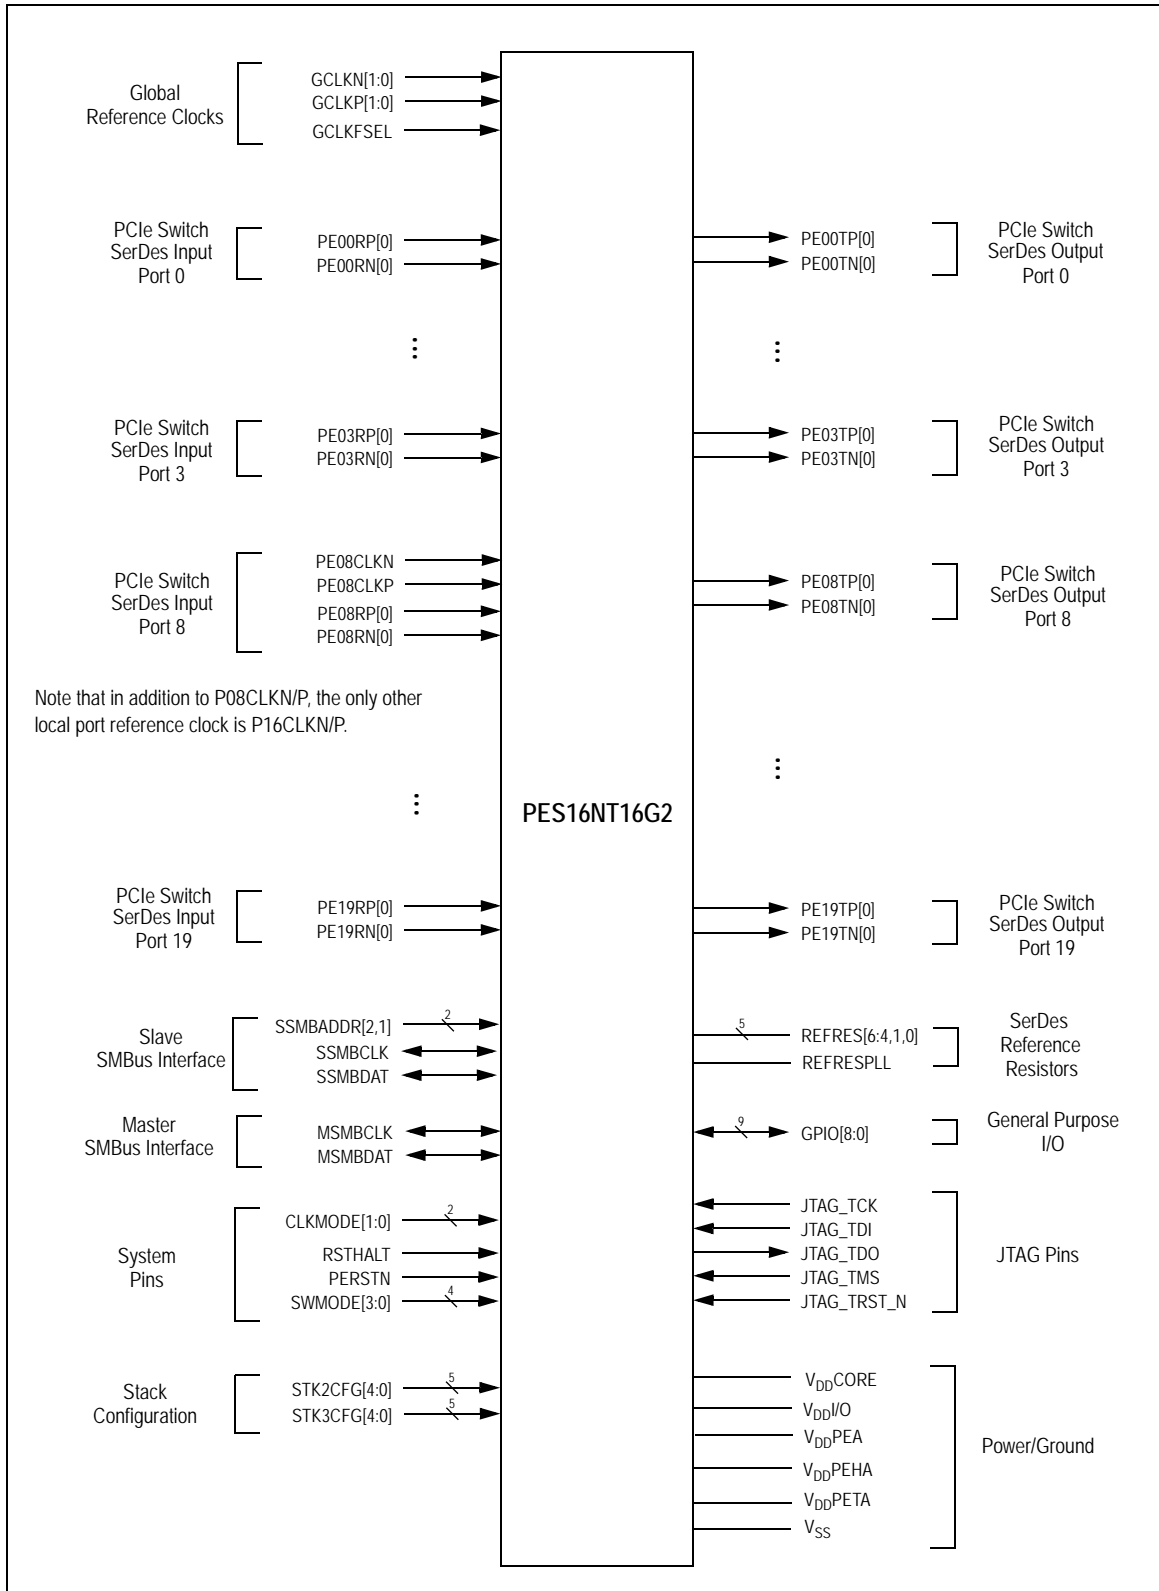 Global
Reference Clocks
GCLKN[1:0]
GCLKP[1:0]
GCLKFSEL
PCIe Switch
SerDes Input
Port 0
PE00RP[0]
PE00RN[0]
PE00TP[0]
PE00TN[0]
PCIe Switch
SerDes Output
Port 0
...
...
PCIe Switch
SerDes Input
Port 3
PE03RP[0]
PE03RN[0]
PE03TP[0]
PE03TN[0]
PCIe Switch
SerDes Output
Port 3
PCIe Switch
SerDes Input
Port 8
PE08CLKN
PE08CLKP
PE08RP[0]
PE08RN[0]
PE08TP[0]
PE08TN[0]
PCIe Switch
SerDes Output
Port 8
Note that in addition to P08CLKN/P, the only other
local port reference clock is P16CLKN/P.
...
...
PES16NT16G2
PCIe Switch
SerDes Input
Port 19
PE19RP[0]
PE19RN[0]
PE19TP[0]
PE19TN[0]
PCIe Switch
SerDes Output
Port 19
Slave
SMBus Interface
SSMBADDR[2,1]
2
SSMBCLK
SSMBDAT
5
REFRES[6:4,1,0]
REFRESPLL
SerDes
Reference
Resistors
Master
SMBus Interface
MSMBCLK
MSMBDAT
9
GPIO[8:0]
General Purpose
I/O
System
Pins
CLKMODE[1:0]
2
RSTHALT
PERSTN
SWMODE[3:0]
4
JTAG_TCK
JTAG_TDI
JTAG_TDO
JTAG_TMS
JTAG_TRST_N
JTAG Pins
Stack
Configuration
STK2CFG[4:0]
5
STK3CFG[4:0]
5
VDDCORE
VDDI/O
VDDPEA
VDDPEHA
VDDPETA
VSS
Power/Ground